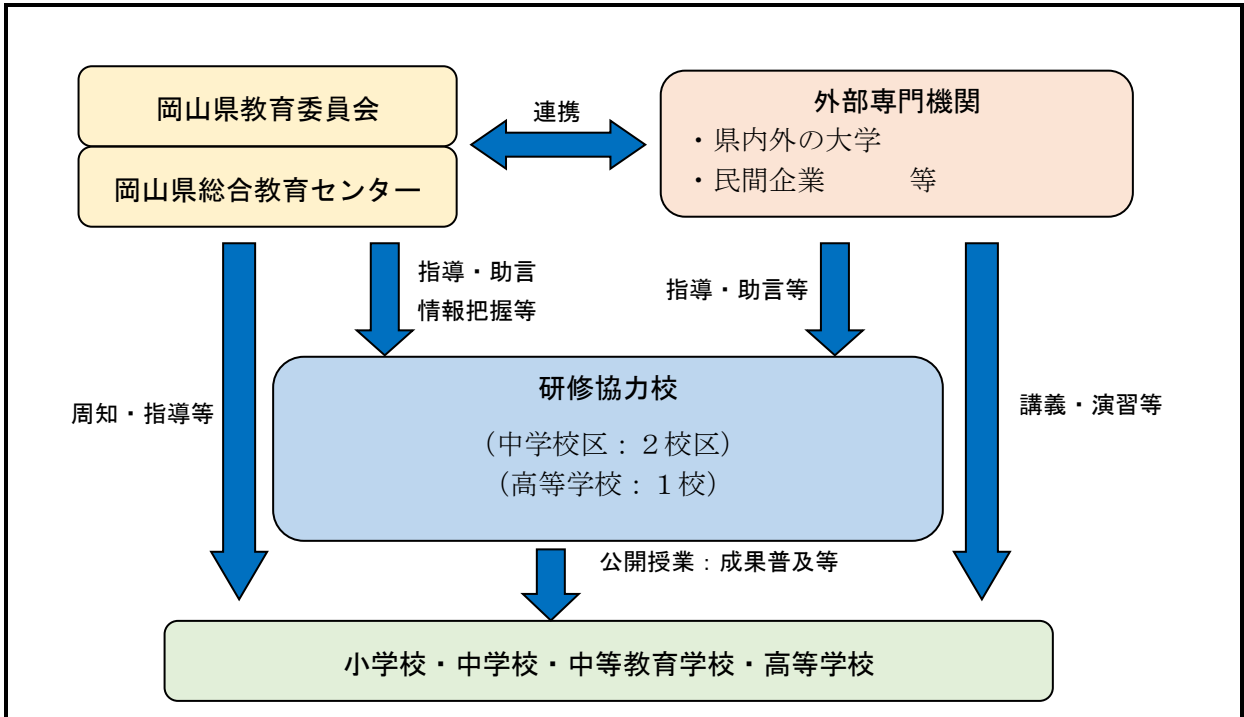 岡山県教育委員会
岡山県総合教育センター
連携
外部専門機関
・県内外の大学
・民間企業　　　等
指導・助言
情報把握等
指導・助言等
周知・指導等
講義・演習等
研修協力校
（中学校区：２校区）
（高等学校：１校）
公開授業：成果普及等
小学校・中学校・中等教育学校・高等学校